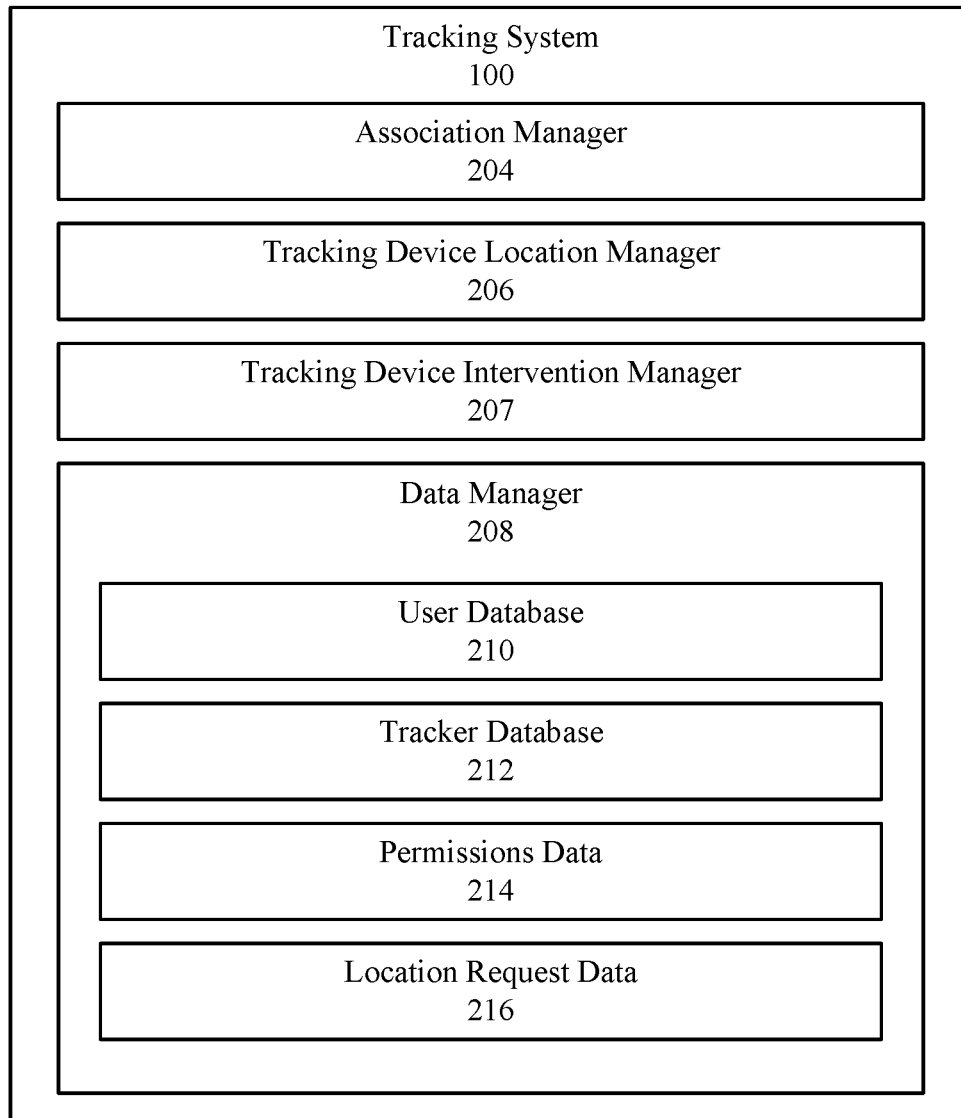 Tracking System
100
Association Manager
204
Tracking Device Location Manager
206
Tracking Device Intervention Manager
207
Data Manager
208
User Database
210
Tracker Database
212
Permissions Data
214
Location Request Data
216